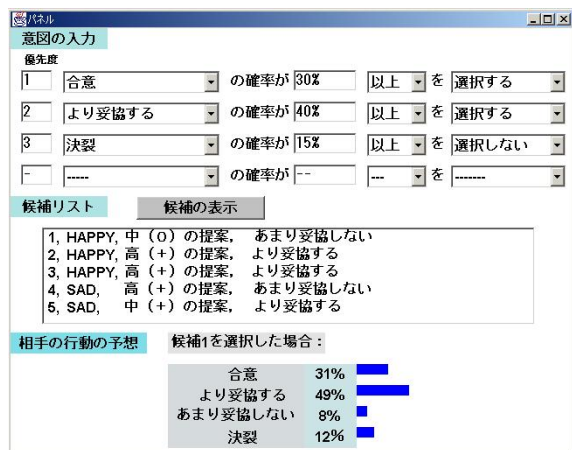 パネル
意図の入力
優先度
1 合意 の確率が 30% 以上 を 選択する
2 より妥協する の確率が 40% 以上 を 選択する
3 決裂 の確率が 15% 以上 を 選択しない
- ----- の確率が -- --- を -------
候補リスト 候補の表示
1, HAPPY, 中（0）の提案, あまり妥協しない
2, HAPPY, 高（+）の提案, より妥協する
3, HAPPY, 高（+）の提案, より妥協する
4, SAD, 高（+）の提案, あまり妥協しない
5, SAD, 中（+）の提案, より妥協する
相手の行動の予想 候補1を選択した場合：
合意 31%
より妥協する 49%
あまり妥協しない 8%
決裂 12%